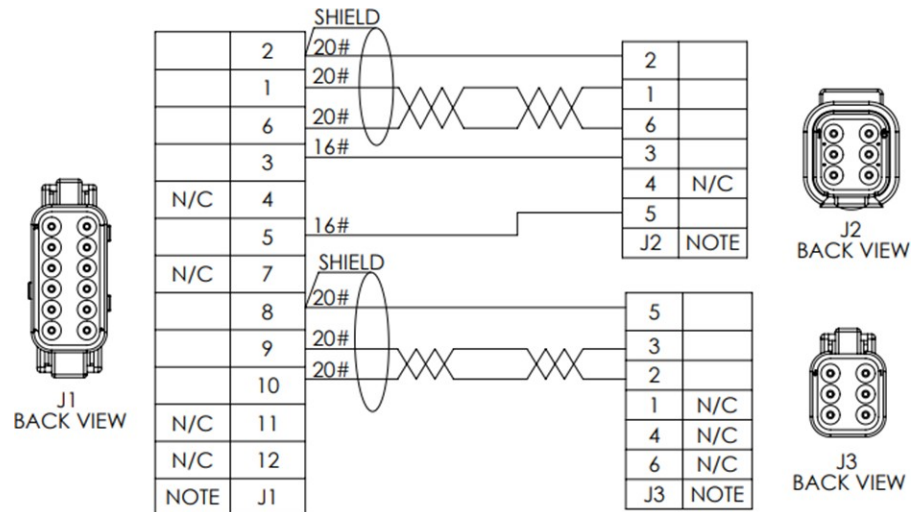 SHIELD
2 20# 2
1 20# 1
6 20# 6
3 16# 3
N/C 4 4 N/C
5 16# 5
J2 NOTE
J2
BACK VIEW
N/C 7 SHIELD
8 20# 5
9 20# 3
10 20# 2
N/C 11 1 N/C
4 N/C
N/C 12 6 N/C
NOTE J1 J3 NOTE
J1
BACK VIEW
J3
BACK VIEW